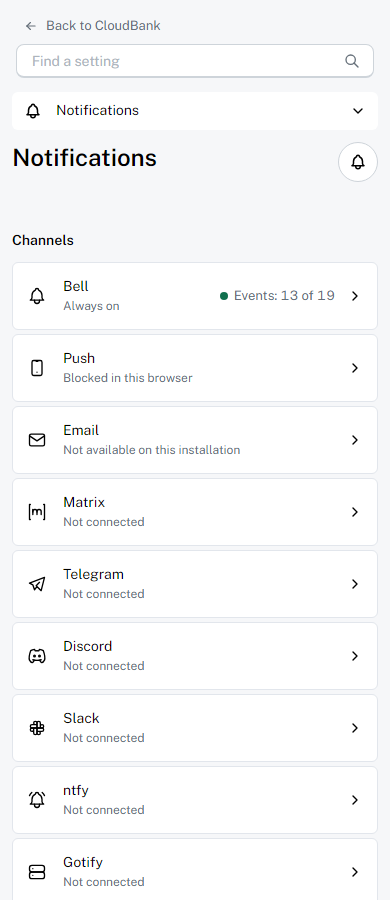 Back to CloudBank
Find a setting
Notifications
Notifications
Channels
Bell
Always on
Events: 13 of 19
Push
Blocked in this browser
Email
Not available on this installation
Matrix
Not connected
Telegram
Not connected
Discord
Not connected
Slack
Not connected
ntfy
Not connected
Gotify
Not connected